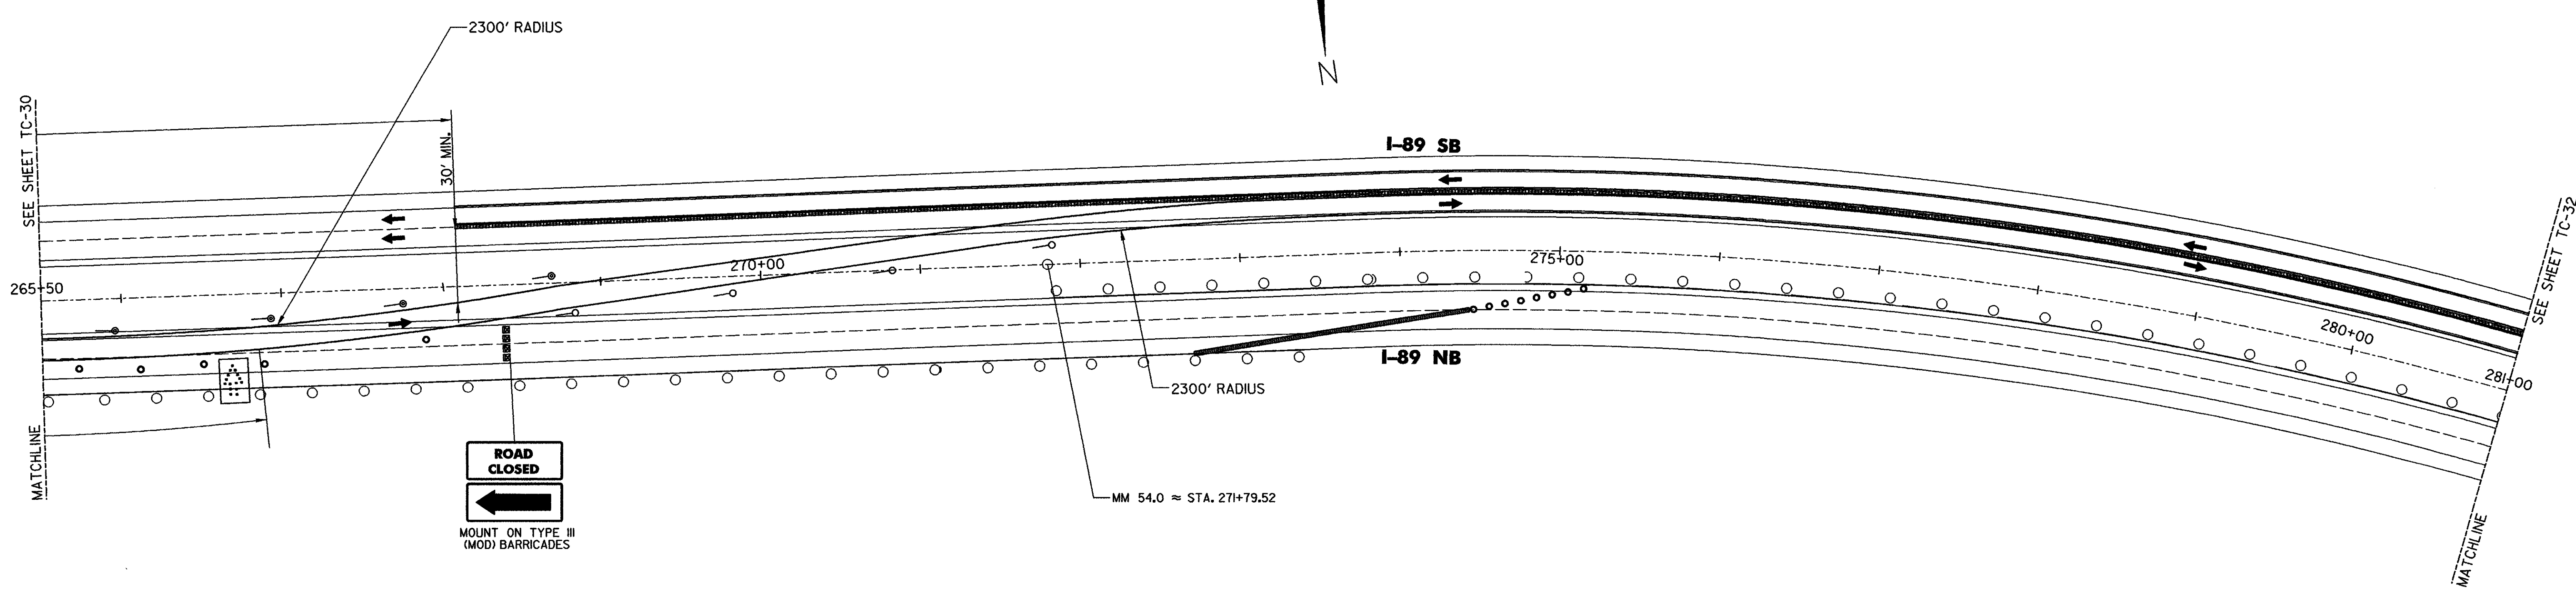 2300' RADIUS
N
SEE SHEET TC-30
30' MIN.
I-89 SB
SEE SHEET TC-32
265+50
270+00
275+00
280+00
281+00
I-89 NB
2300' RADIUS
MATCHLINE
ROAD
CLOSED
MM 54.0 ≈ STA. 271+79.52
MOUNT ON TYPE III
(MOD) BARRICADES
MATCHLINE